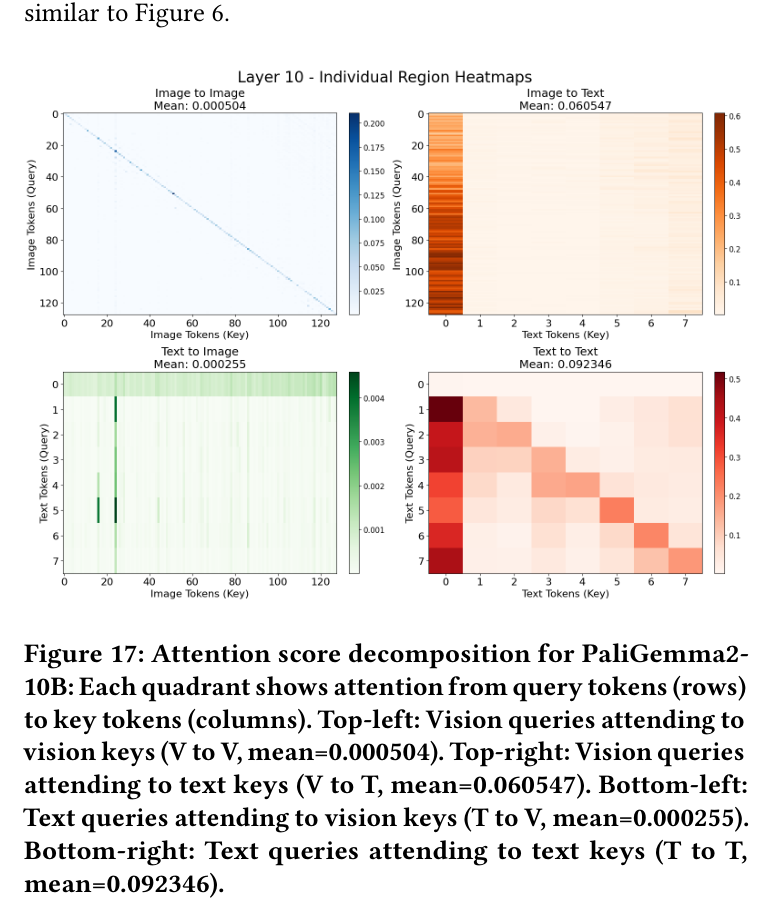 similar to Figure 6.
Layer 10 - Individual Region Heatmaps
Image to Image
Mean: 0.000504
Image Tokens (Query)
0
20
40
60
80
100
120
0 20 40 60 80 100 120
Image Tokens (Key)
0.200
0.175
0.150
0.125
0.100
0.075
0.050
0.025
Image to Text
Mean: 0.060547
Image Tokens (Query)
0
20
40
60
80
100
120
0 1 2 3 4 5 6 7
Text Tokens (Key)
0.6
0.5
0.4
0.3
0.2
0.1
Text to Image
Mean: 0.000255
Text Tokens (Query)
0
1
2
3
4
5
6
7
0 20 40 60 80 100 120
Image Tokens (Key)
0.004
0.003
0.002
0.001
Text to Text
Mean: 0.092346
Text Tokens (Query)
0
1
2
3
4
5
6
7
0 1 2 3 4 5 6 7
Text Tokens (Key)
0.5
0.4
0.3
0.2
0.1
Figure 17: Attention score decomposition for PaliGemma2-
10B: Each quadrant shows attention from query tokens (rows)
to key tokens (columns). Top-left: Vision queries attending to
vision keys (V to V, mean=0.000504). Top-right: Vision queries
attending to text keys (V to T, mean=0.060547). Bottom-left:
Text queries attending to vision keys (T to V, mean=0.000255).
Bottom-right: Text queries attending to text keys (T to T,
mean=0.092346).